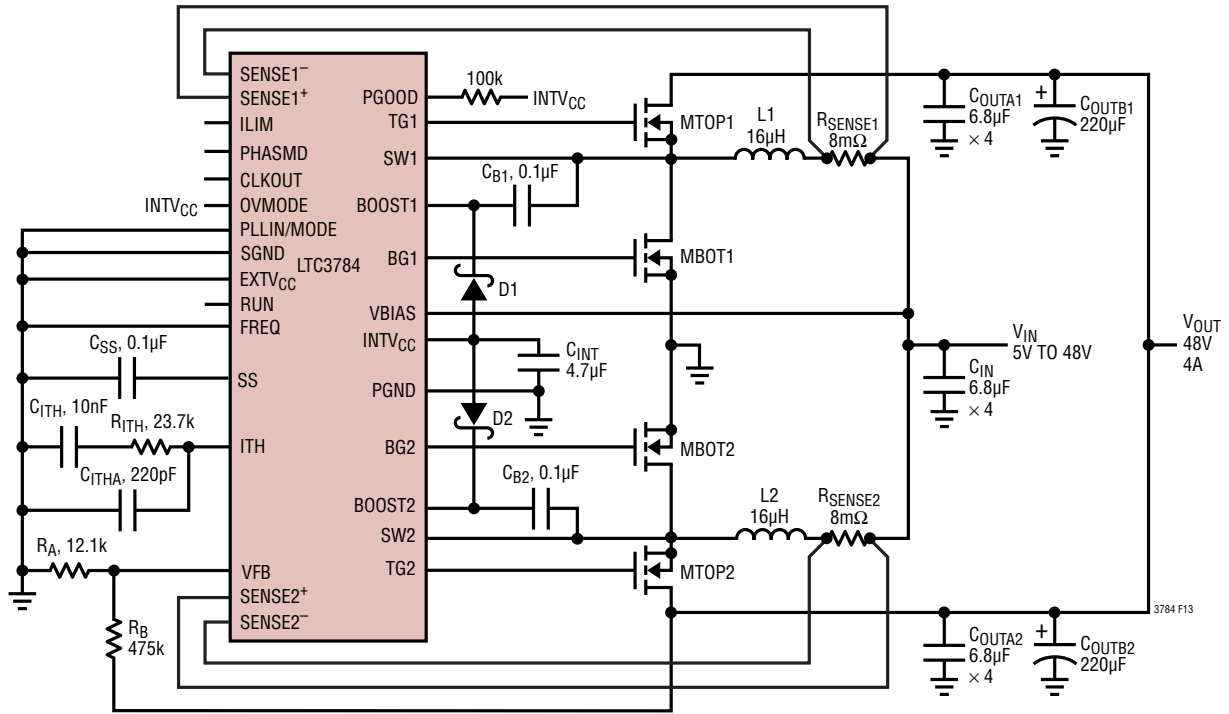 SENSE1–
SENSE1+
ILIM
PHASMD
CLKOUT
INTVCC
OVMODE
PLLIN/MODE
SGND
LTC3784
EXTVCC
RUN
FREQ
CSS, 0.1µF
SS
CITH, 10nF
RITH, 23.7k
ITH
CITHA, 220pF
RA, 12.1k
VFB
SENSE2+
SENSE2–
RB
475k
PGOOD
100k
INTVCC
TG1
SW1
CB1, 0.1µF
BOOST1
BG1
D1
VBIAS
INTVCC
CINT
4.7µF
PGND
D2
BG2
CB2, 0.1µF
BOOST2
SW2
TG2
MTOP1
L1
16µH
RSENSE1
8mΩ
MBOT1
MBOT2
L2
16µH
RSENSE2
8mΩ
MTOP2
COUTA1
6.8µF
× 4
+
COUTB1
220µF
VIN
5V TO 48V
CIN
6.8µF
× 4
VOUT
48V
4A
3784 F13
COUTA2
6.8µF
× 4
+
COUTB2
220µF